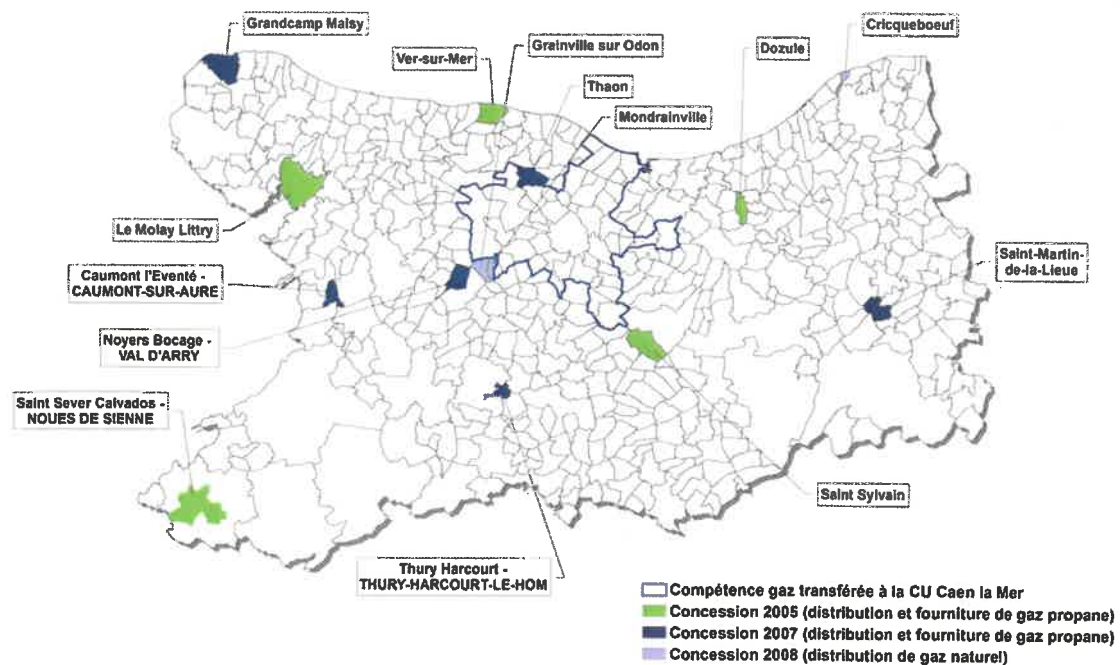 Grandcamp Maisy
Cricqueboeuf
Grainville sur Odon
Dozule
Ver-sur-Mer
Thaon
Mondrainville
Le Molay Littry
Saint-Martin-
de-la-Lieue
Caumont l'Eventé -
CAUMONT-SUR-AURE
Noyers Bocage -
VAL D'ARRY
Saint Sever Calvados -
NOUES DE SIENNE
Saint Sylvain
Thury Harcourt -
THURY-HARCOURT-LE-HOM
Compétence gaz transférée à la CU Caen la Mer
Concession 2005 (distribution et fourniture de gaz propane)
Concession 2007 (distribution et fourniture de gaz propane)
Concession 2008 (distribution de gaz naturel)